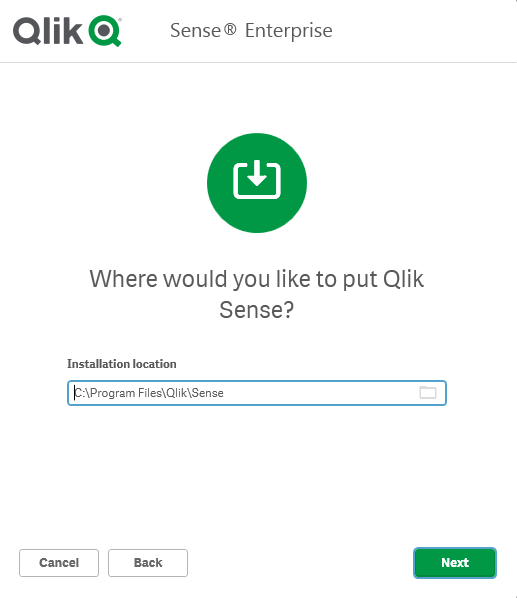 Qlik Sense® Enterprise
Where would you like to put Qlik
Sense?
Installation location
C:\Program Files\Qlik\Sense
Cancel Back Next